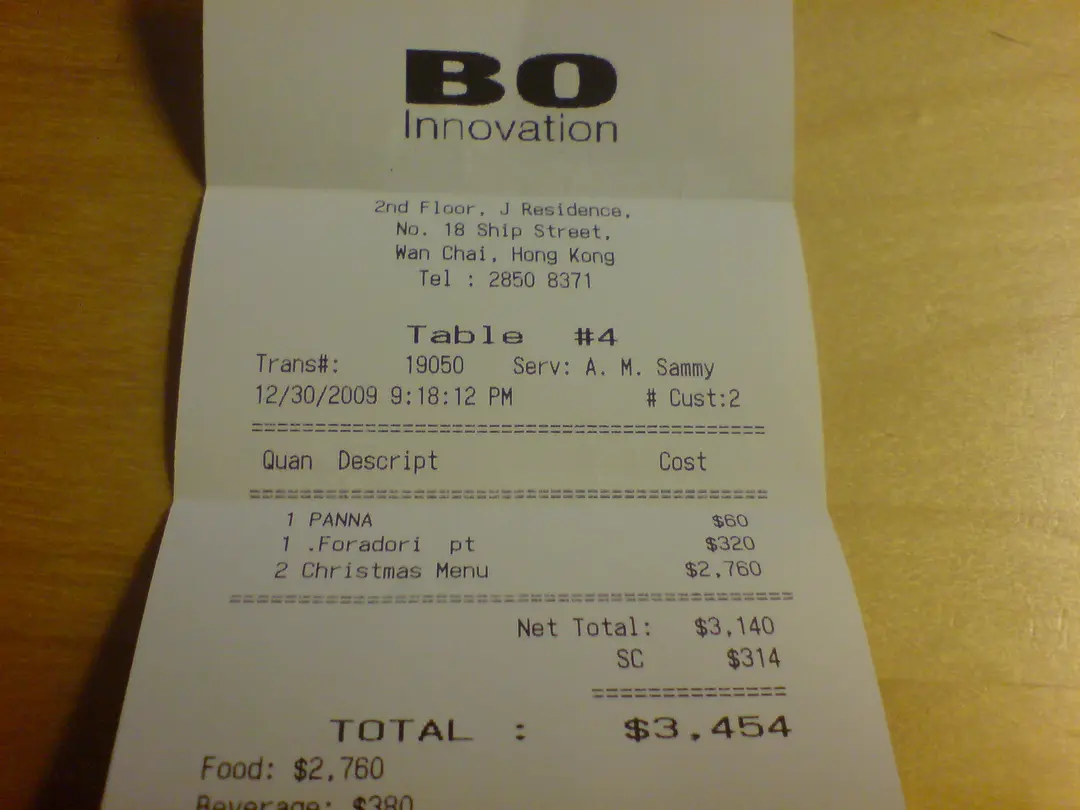 BO
Innovation
2nd Floor, J Residence,
No. 18 Ship Street,
Wan Chai, Hong Kong
Tel : 2850 8371
Table #4
Trans#: 19050 Serv: A. M. Sammy
12/30/2009 9:18:12 PM # Cust:2
=========================================
Quan Descript Cost
=========================================
1 PANNA $60
1 .Foradori pt $320
2 Christmas Menu $2,760
=========================================
Net Total: $3,140
SC $314
===============
TOTAL : $3,454
Food: $2,760
Beverage: $380